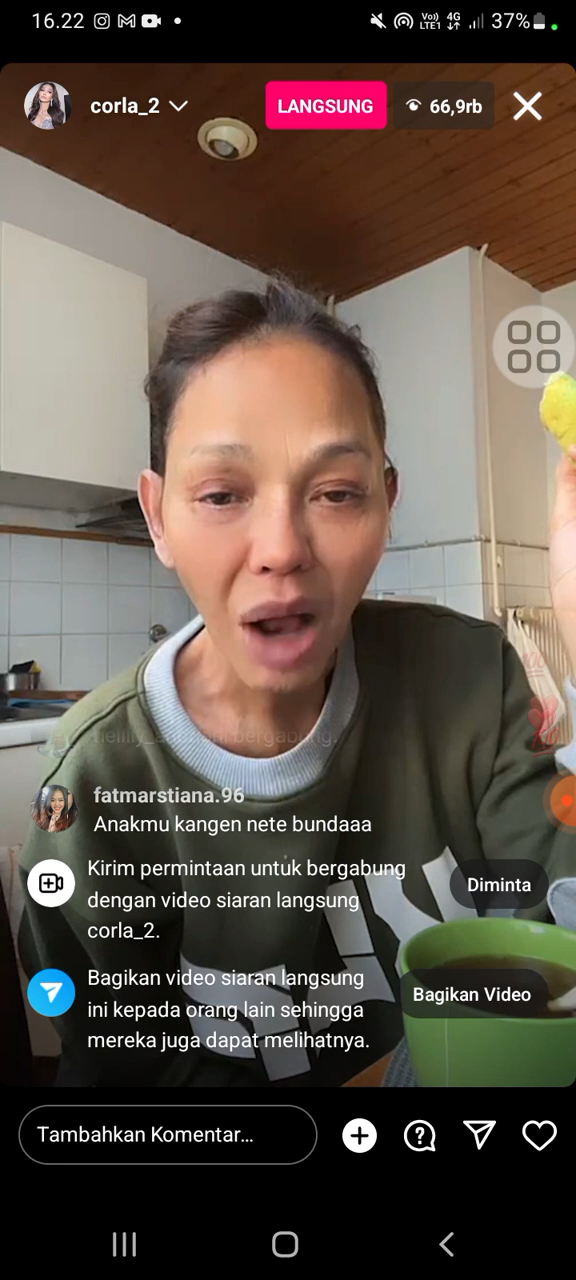 16.22
Vo)) 4G
LTE1
37%
corla_2
LANGSUNG
66,9rb
bergabung.
fatmarstiana.96
Anakmu kangen nete bundaaa
Kirim permintaan untuk bergabung
dengan video siaran langsung
corla_2.
Diminta
Bagikan video siaran langsung
ini kepada orang lain sehingga
mereka juga dapat melihatnya.
Bagikan Video
Tambahkan Komentar...